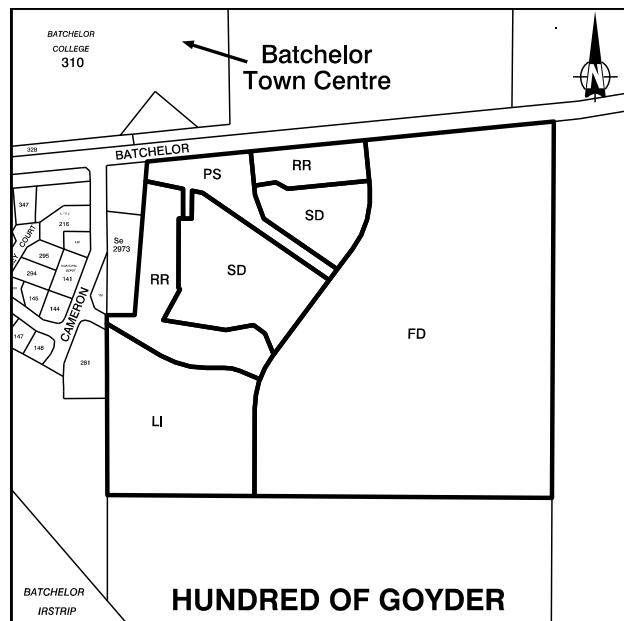 BATCHELOR
COLLEGE
310
Batchelor
Town Centre
N
328
BATCHELOR
PS
RR
347
216
COURT
Se
2973
SD
295
294
141
RR
SD
145
144
CAMERON
FD
147
148
281
LI
BATCHELOR
IRSTRIP
HUNDRED OF GOYDER